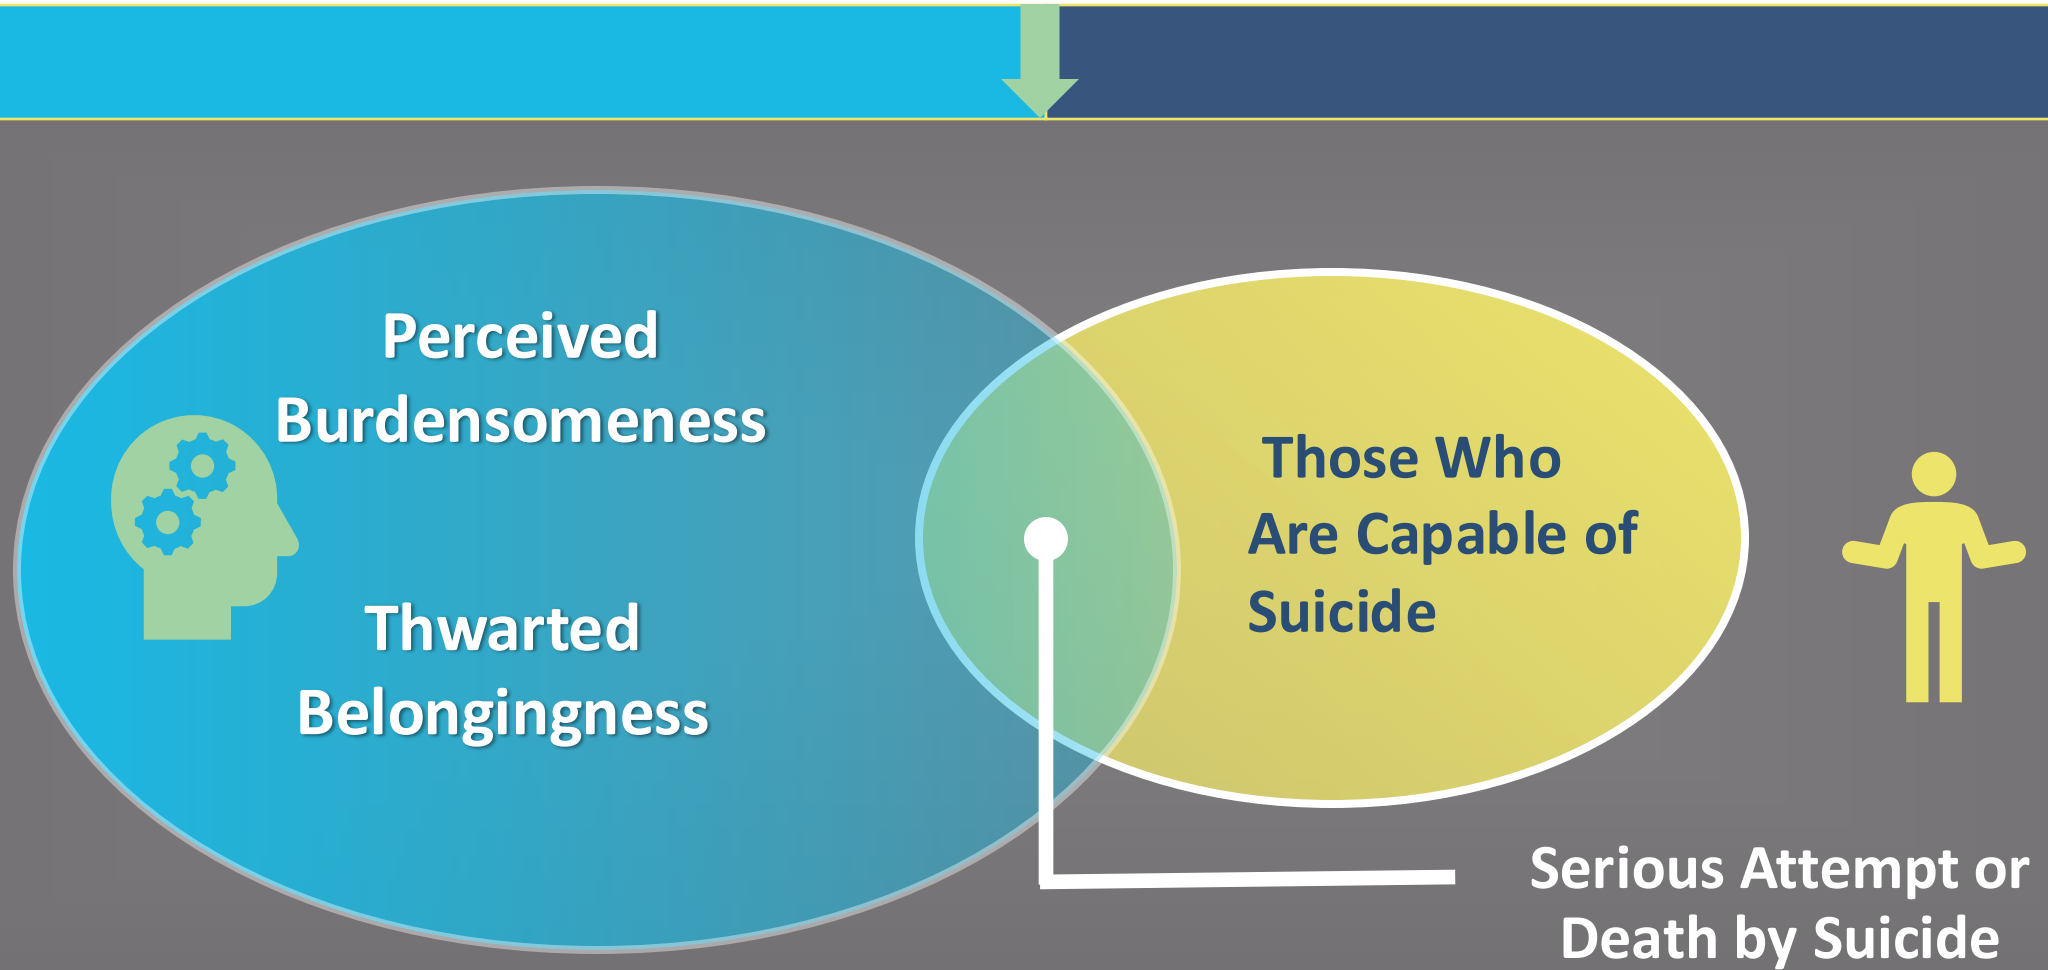 Perceived
Burdensomeness
Thwarted
Belongingness
Those Who
Are Capable of
Suicide
Serious Attempt or
Death by Suicide